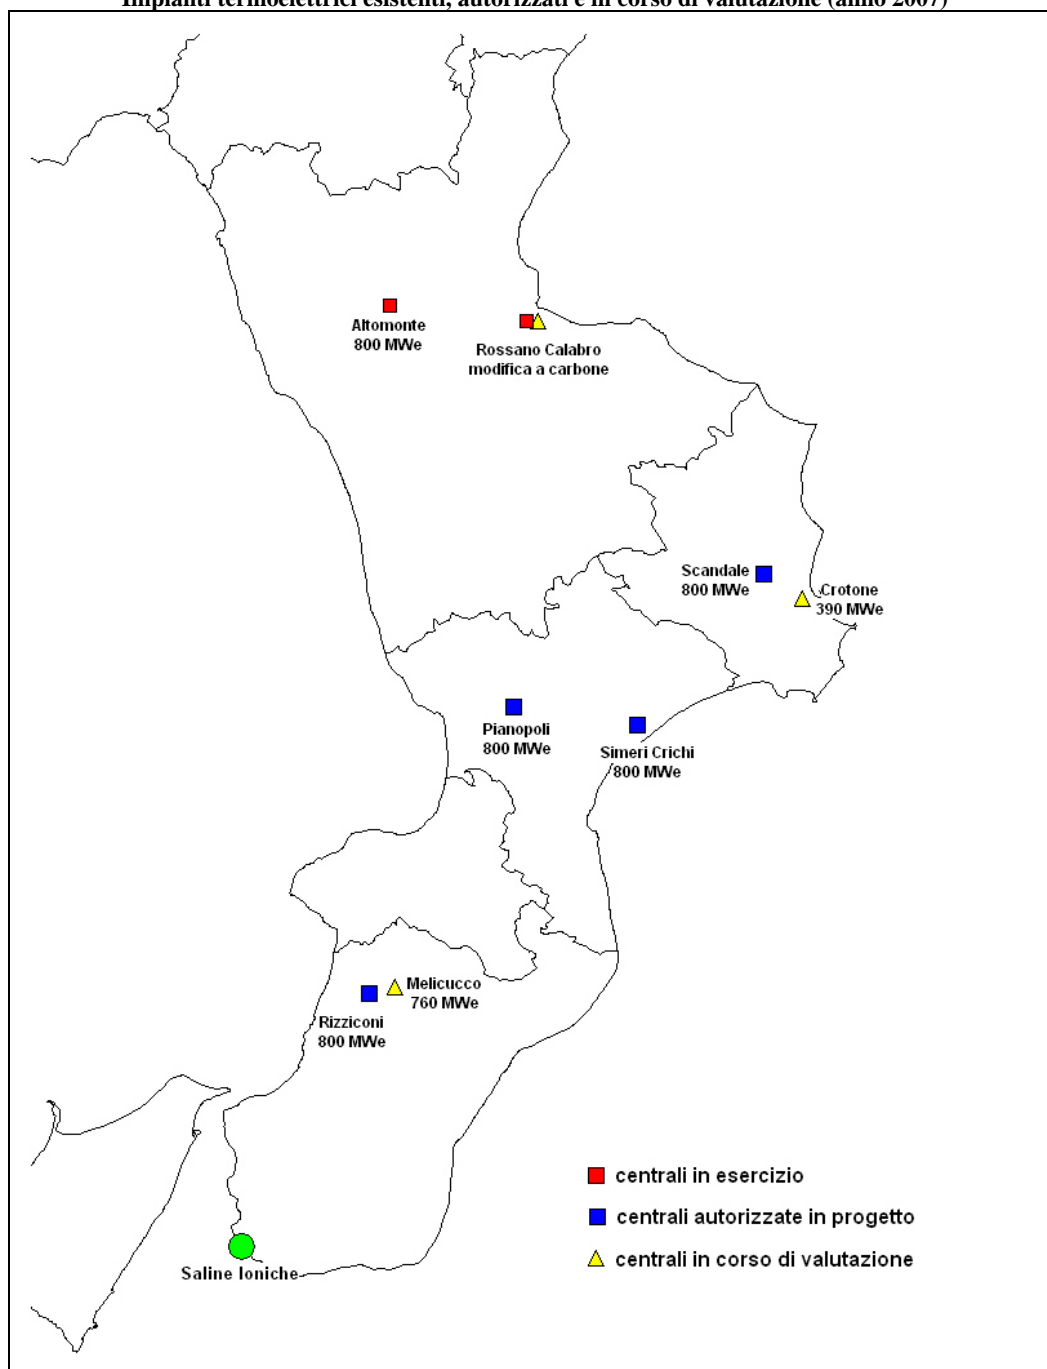 Impianti termoelettrici esistenti, autorizzati e in corso di valutazione (anno 2007)
Altomonte
800 MWe
Rossano Calabro
modifica a carbone
Scandale
800 MWe
Crotone
390 MWe
Pianopoli
800 MWe
Simeri Crichi
800 MWe
Melicucco
760 MWe
Rizziconi
800 MWe
centrali in esercizio
centrali autorizzate in progetto
centrali in corso di valutazione
Saline Ioniche